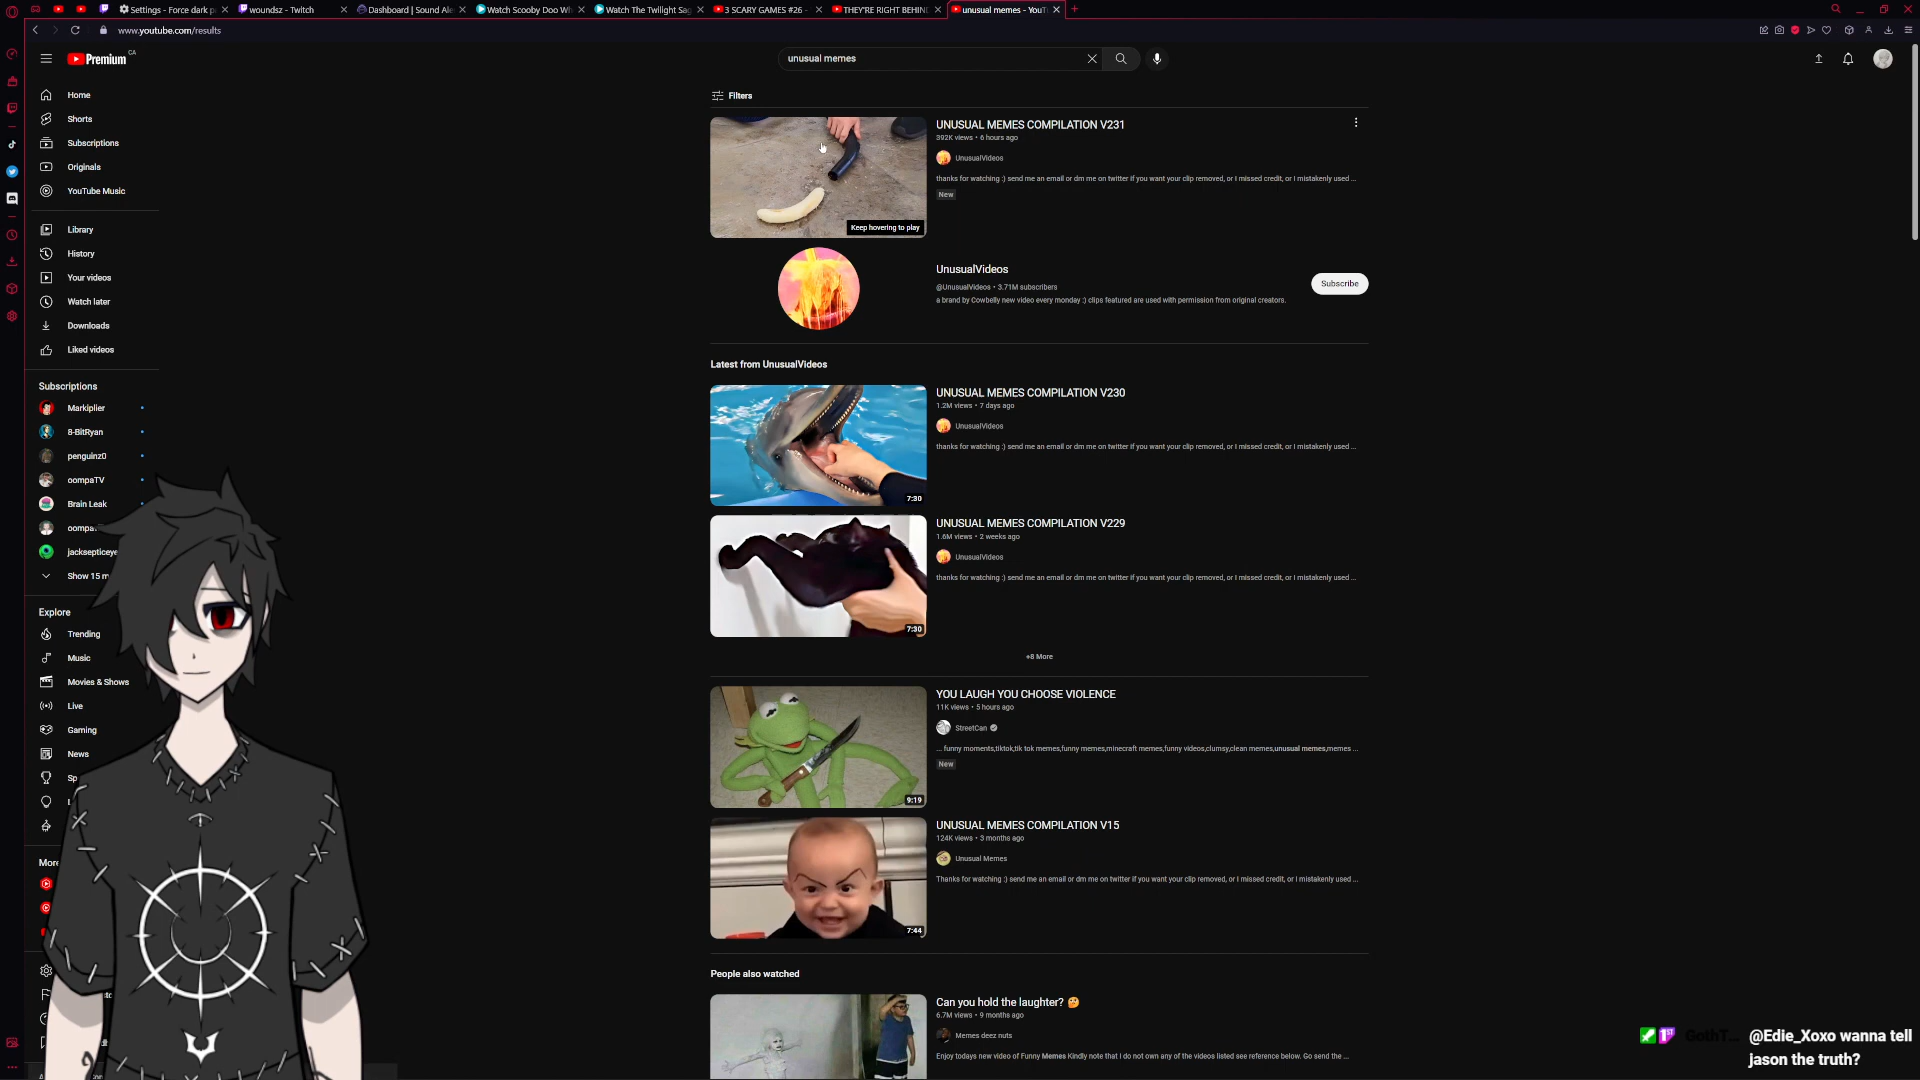 Settings - Force dark p
woundsz - Twitch
Dashboard | Sound Ale
Watch Scooby Doo Wh
Watch The Twilight Sag
3 SCARY GAMES #26 -
THEY'RE RIGHT BEHIN
unusual memes - YouT
www.youtube.com/results
Premium CA
unusual memes
Home
Shorts
Subscriptions
Originals
YouTube Music
Library
History
Your videos
Watch later
Downloads
Liked videos
Subscriptions
Markiplier
8-BitRyan
penguinz0
oompaTV
Brain Leak
oompa
jacksepticeye
Show 15 m
Explore
Trending
Music
Movies & Shows
Live
Gaming
News
Sp
L
More
Filters
Keep hovering to play
UNUSUAL MEMES COMPILATION V231
392K views • 6 hours ago
UnusualVideos
thanks for watching :) send me an email or dm me on twitter if you want your clip removed, or I missed credit, or I mistakenly used ...
New
UnusualVideos
@UnusualVideos • 3.71M subscribers
a brand by Cowbelly new video every monday :) clips featured are used with permission from original creators.
Subscribe
Latest from UnusualVideos
7:30
UNUSUAL MEMES COMPILATION V230
1.2M views • 7 days ago
UnusualVideos
thanks for watching :) send me an email or dm me on twitter if you want your clip removed, or I missed credit, or I mistakenly used ...
7:30
UNUSUAL MEMES COMPILATION V229
1.6M views • 2 weeks ago
UnusualVideos
thanks for watching :) send me an email or dm me on twitter if you want your clip removed, or I missed credit, or I mistakenly used ...
+8 More
9:19
YOU LAUGH YOU CHOOSE VIOLENCE
11K views • 5 hours ago
StreetCan
... funny moments,tiktok,tik tok memes,funny memes,minecraft memes,funny videos,clumsy,clean memes,unusual memes,memes ...
New
7:44
UNUSUAL MEMES COMPILATION V15
124K views • 3 months ago
Unusual Memes
Thanks for watching :) send me an email or dm me on twitter if you want your clip removed, or I missed credit, or I mistakenly used ...
People also watched
Can you hold the laughter? 🤔
6.7M views • 9 months ago
Memes deez nuts
Enjoy todays new video of Funny Memes Kindly note that I do not own any of the videos listed see reference below. Go send the ...
@Edie_Xoxo wanna tell
jason the truth?